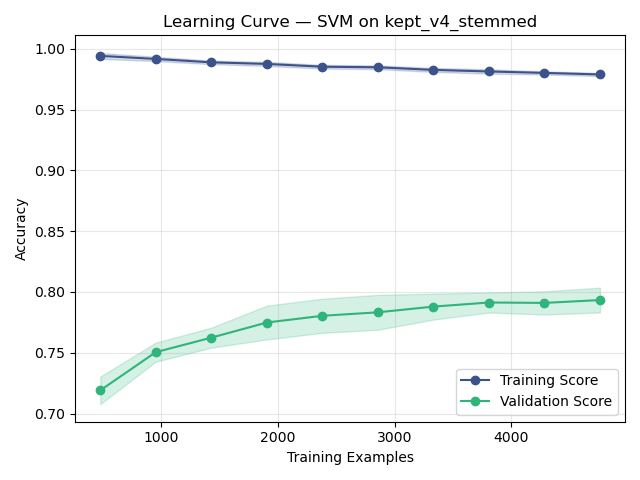 Learning Curve — SVM on kept_v4_stemmed
Accuracy
1.00
0.95
0.90
0.85
0.80
0.75
0.70
1000
2000
3000
4000
Training Examples
Training Score
Validation Score